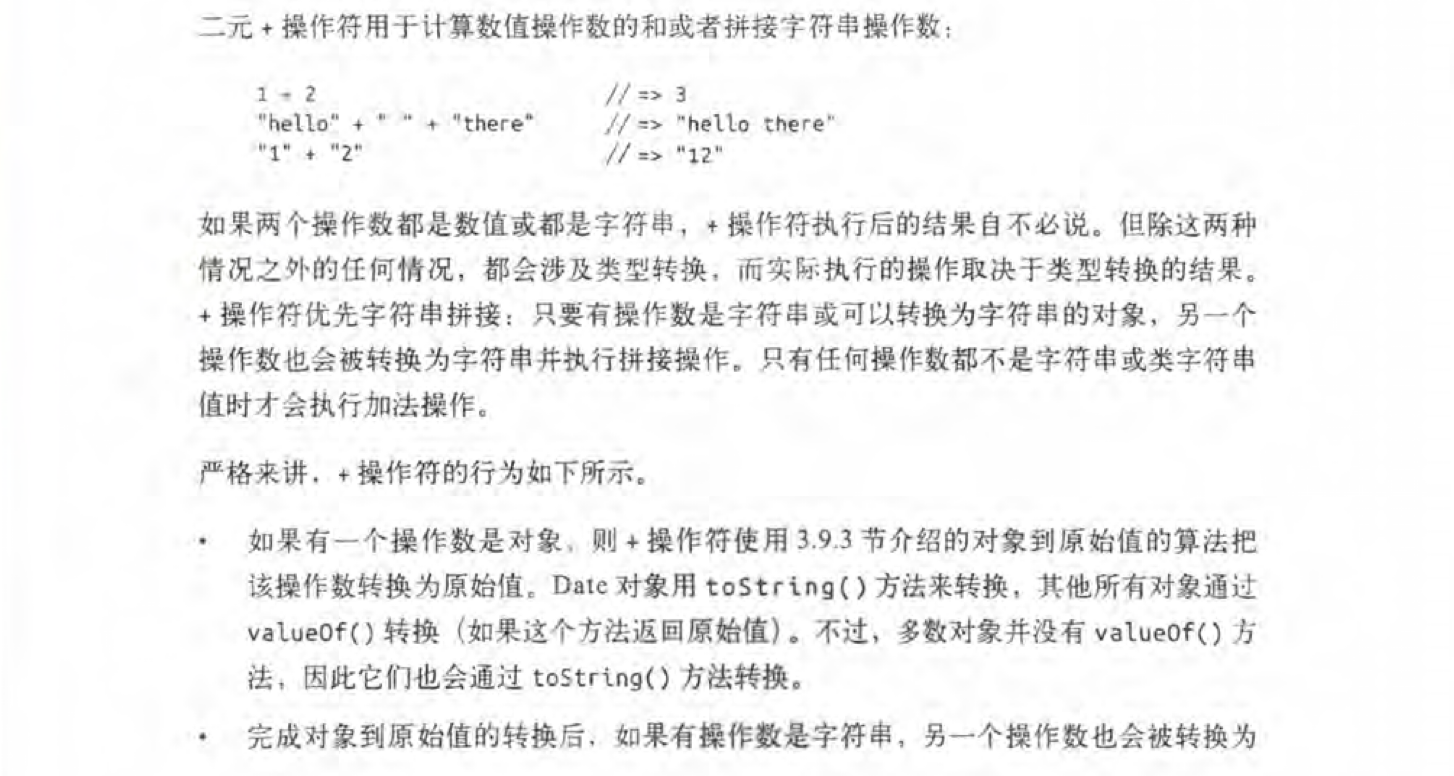 二元 + 操作符用于计算数值操作数的和或者拼接字符串操作数：
1 + 2 // => 3
"hello" + " " + "there" // => "hello there"
"1" + "2" // => "12"
如果两个操作数都是数值或都是字符串，+ 操作符执行后的结果自不必说。但除这两种
情况之外的任何情况，都会涉及类型转换，而实际执行的操作取决于类型转换的结果。
+ 操作符优先字符串拼接：只要有操作数是字符串或可以转换为字符串的对象，另一个
操作数也会被转换为字符串并执行拼接操作。只有任何操作数都不是字符串或类字符串
值时才会执行加法操作。
严格来讲，+ 操作符的行为如下所示。
• 如果有一个操作数是对象，则 + 操作符使用 3.9.3 节介绍的对象到原始值的算法把
该操作数转换为原始值。Date 对象用 toString() 方法来转换，其他所有对象通过
valueOf() 转换（如果这个方法返回原始值）。不过，多数对象并没有 valueOf() 方
法，因此它们也会通过 toString() 方法转换。
• 完成对象到原始值的转换后，如果有操作数是字符串，另一个操作数也会被转换为